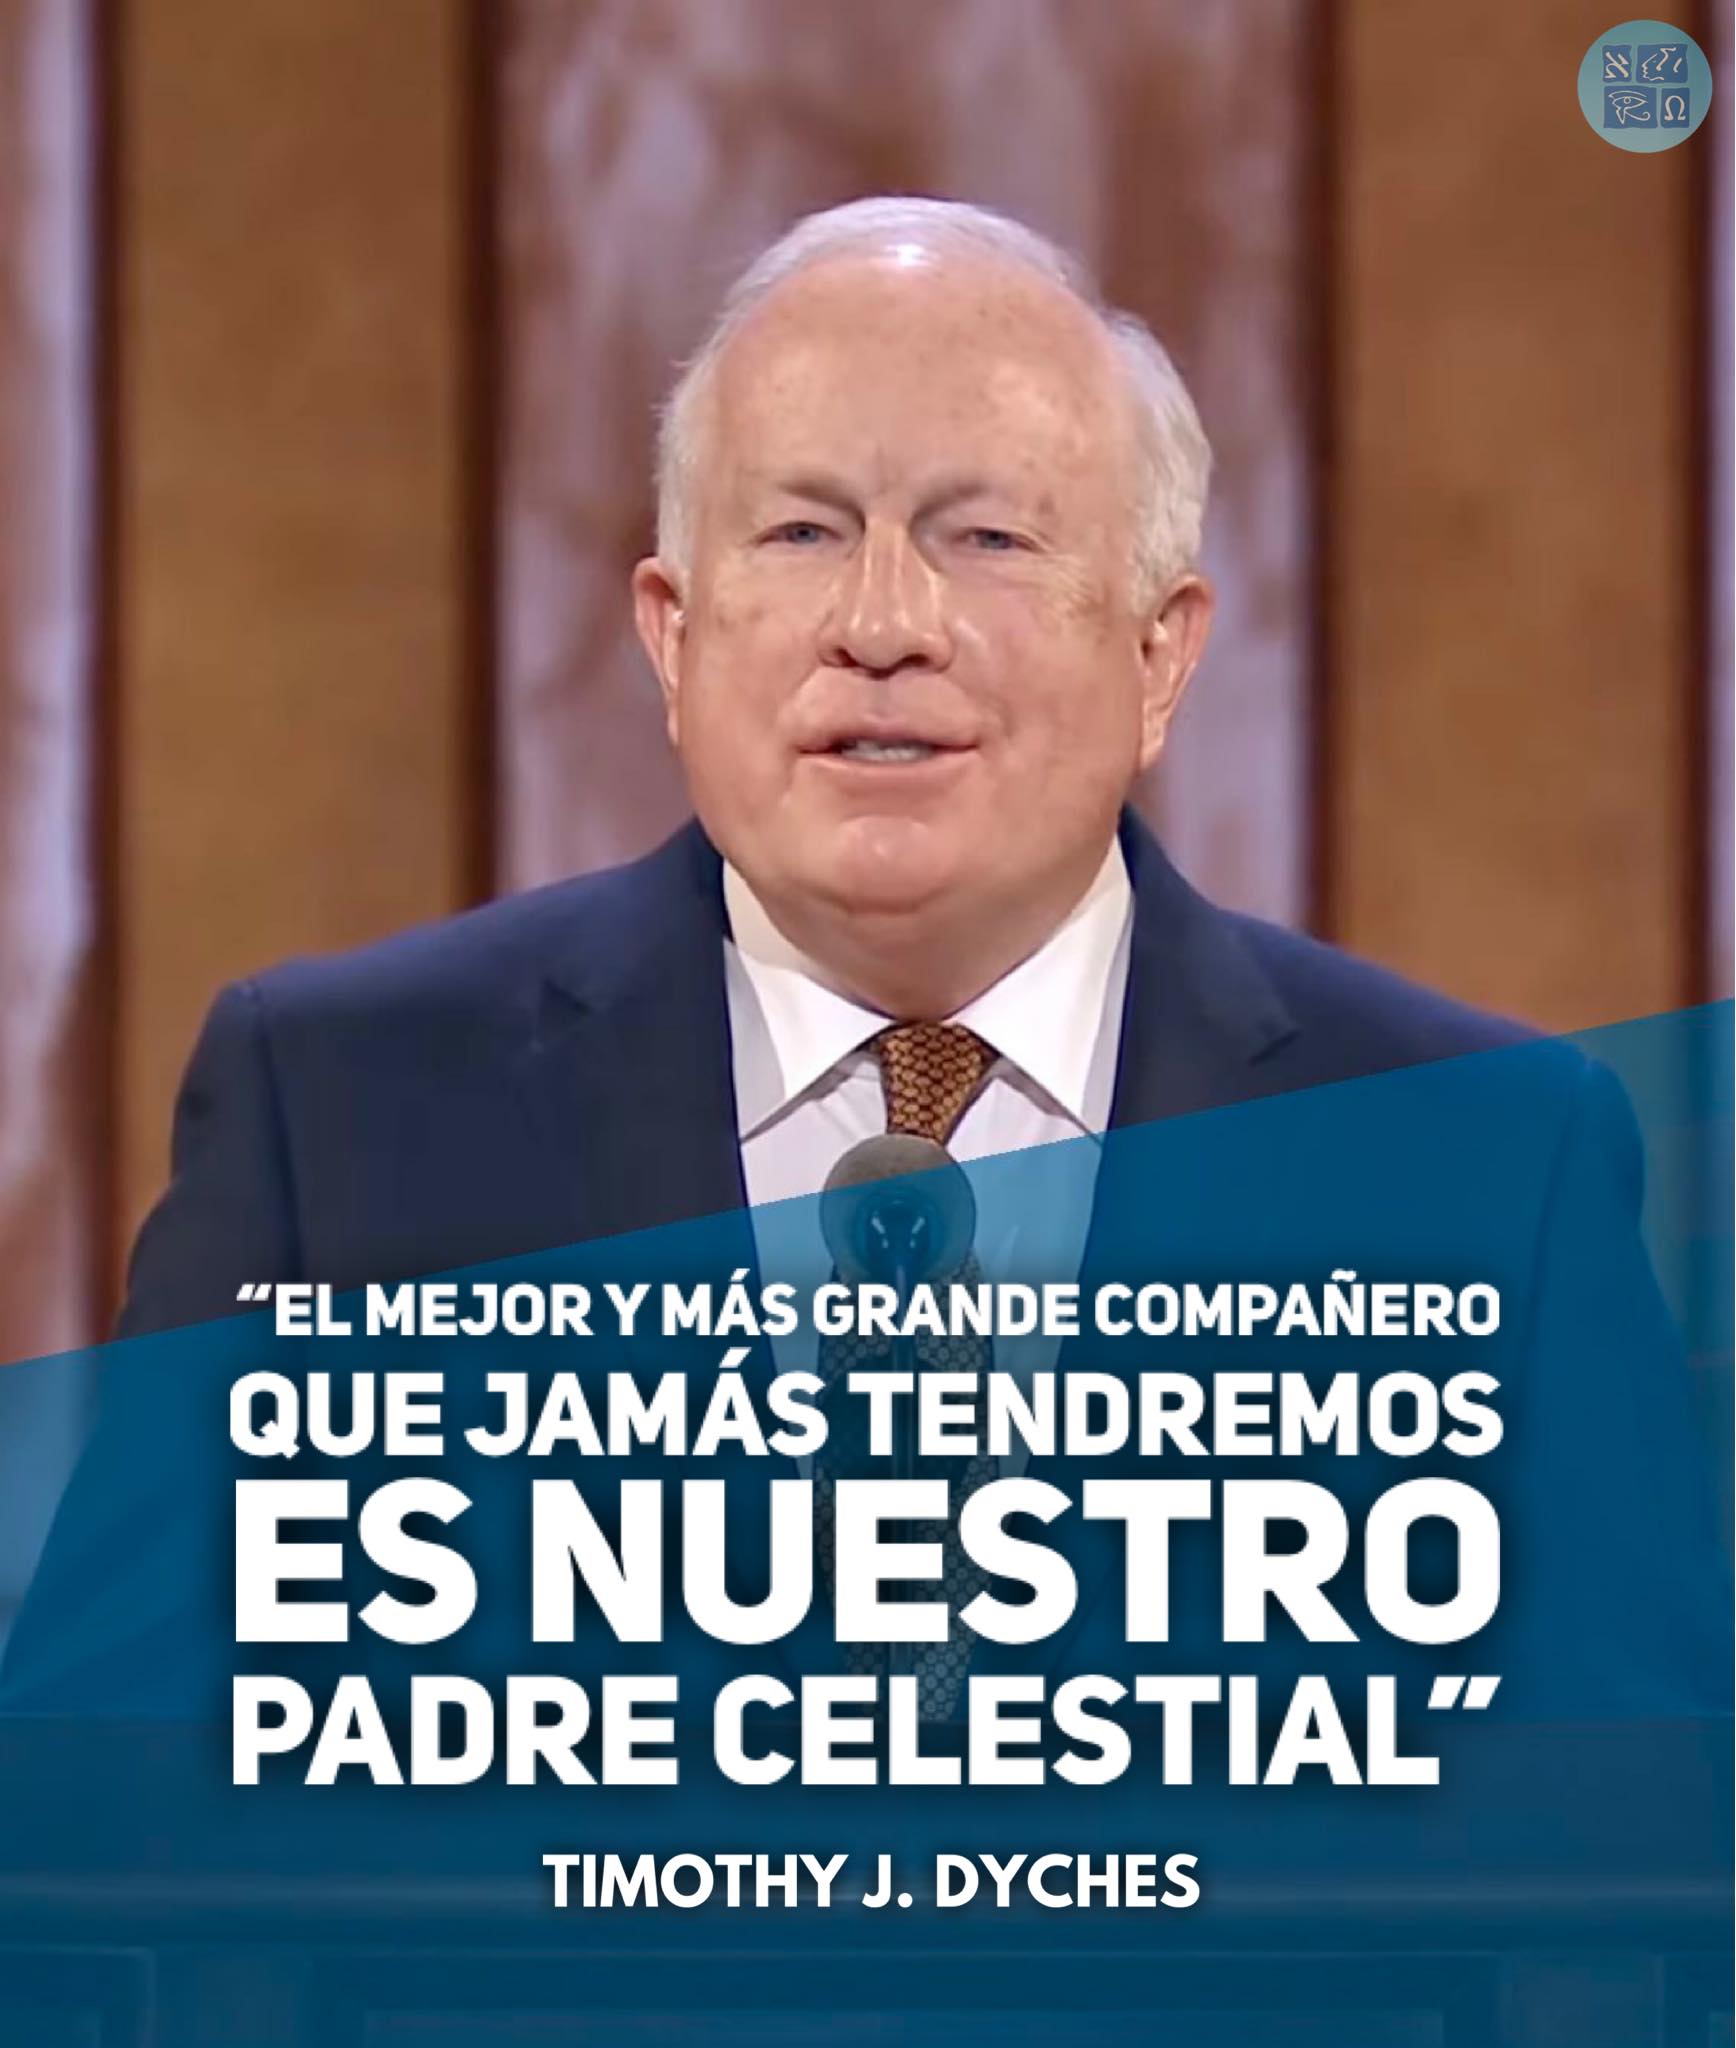 “EL MEJOR Y MÁS GRANDE COMPAÑERO
QUE JAMÁS TENDREMOS
ES NUESTRO
PADRE CELESTIAL”
TIMOTHY J. DYCHES